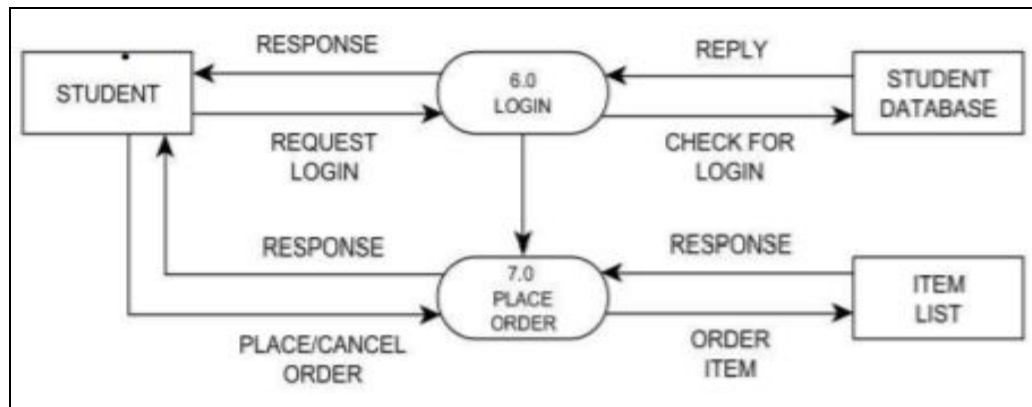 RESPONSE
REPLY
STUDENT
6.0
LOGIN
STUDENT
DATABASE
REQUEST
LOGIN
CHECK FOR
LOGIN
RESPONSE
RESPONSE
7.0
PLACE
ORDER
ITEM
LIST
PLACE/CANCEL
ORDER
ORDER
ITEM